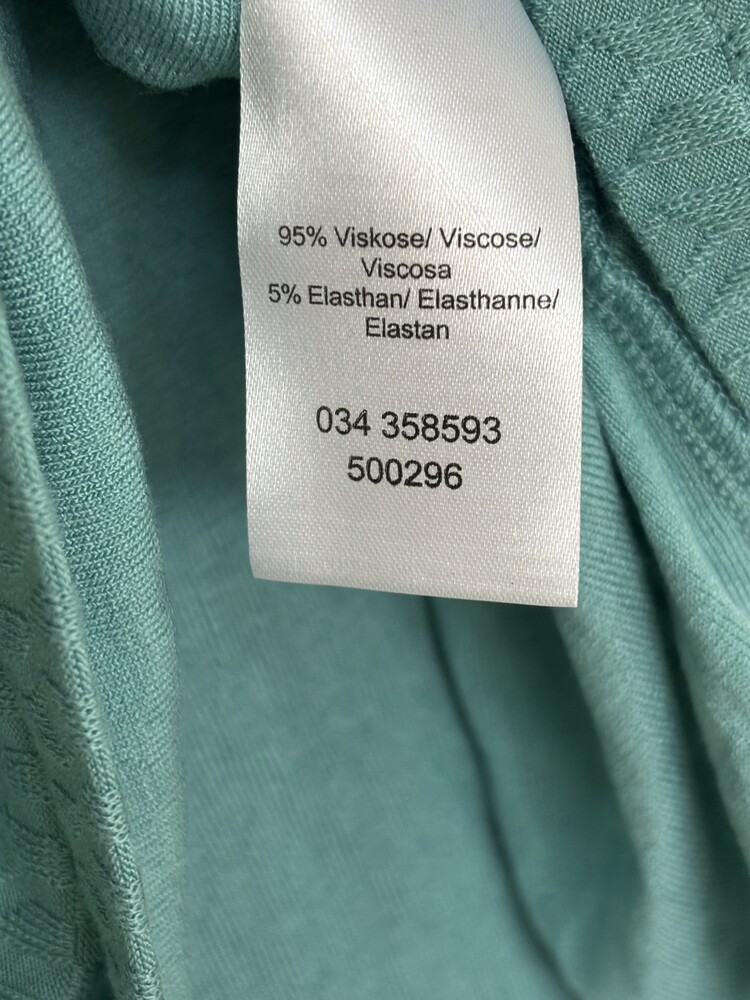 95% Viskose/ Viscose/
Viscosa
5% Elasthan/ Elasthanne/
Elastan
034 358593
500296